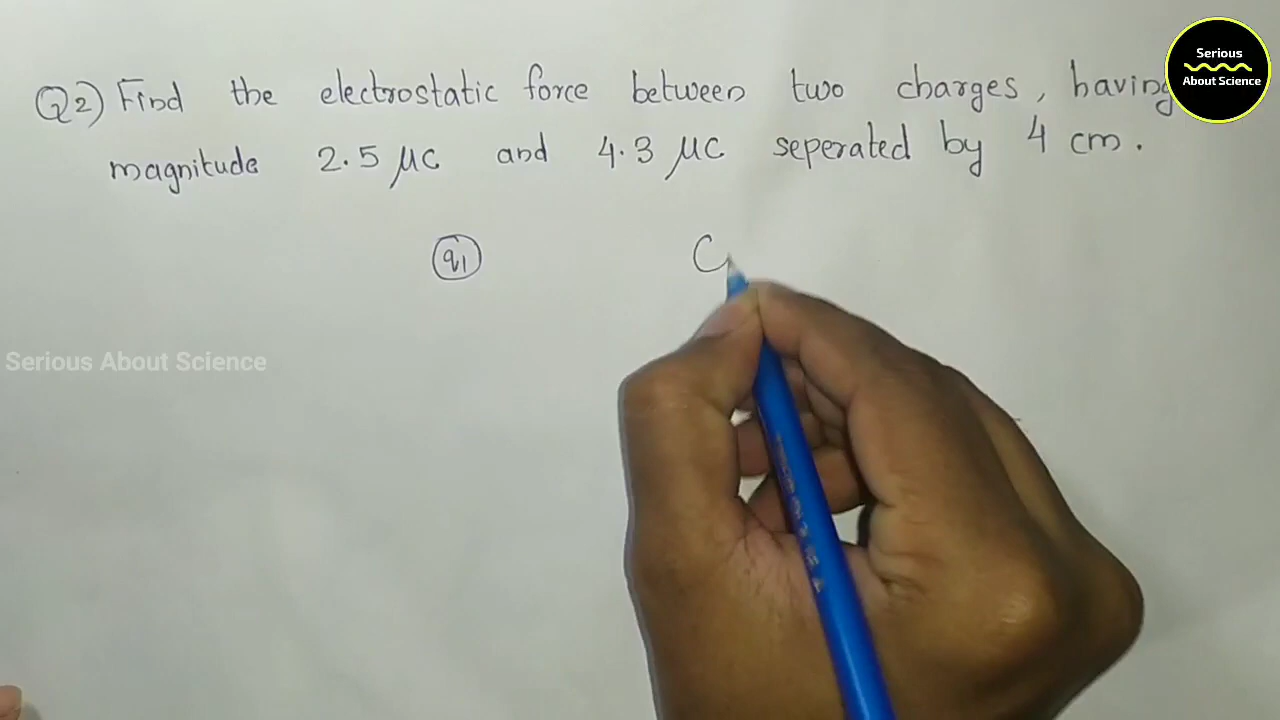 Serious
About Science
Q2) Find the electrostatic force between two charges, having
magnitude 2.5 μC and 4.3 μC seperated by 4 cm.
q1
Serious About Science